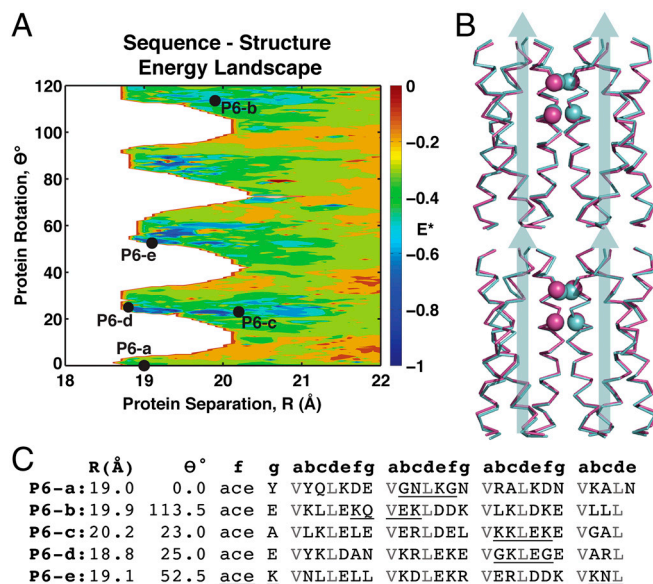 A
Sequence - Structure
Energy Landscape
Protein Rotation, Θ°
120
100
80
60
40
20
0
18
19
20
21
22
Protein Separation, R (Å)
P6-b
P6-e
P6-d
P6-c
P6-a
0
−0.2
−0.4
E*
−0.6
−0.8
−1
B
C
R(Å) Θ° f g abcdefg abcdefg abcdefg abcde
P6-a: 19.0 0.0 ace Y VYQLKDE VGNLKGN VRALKDN VKALN
P6-b: 19.9 113.5 ace E VKLLEKQ VEKLDDK VLKLDKE VLLL
P6-c: 20.2 23.0 ace A VLKLELE VERLDEL VKKLEKE VGAL
P6-d: 18.8 25.0 ace E VYKLDAN VKRLEKE VGKLEGE VARL
P6-e: 19.1 52.5 ace K VNLLELL VKDLEKR VERLDDK VKNL